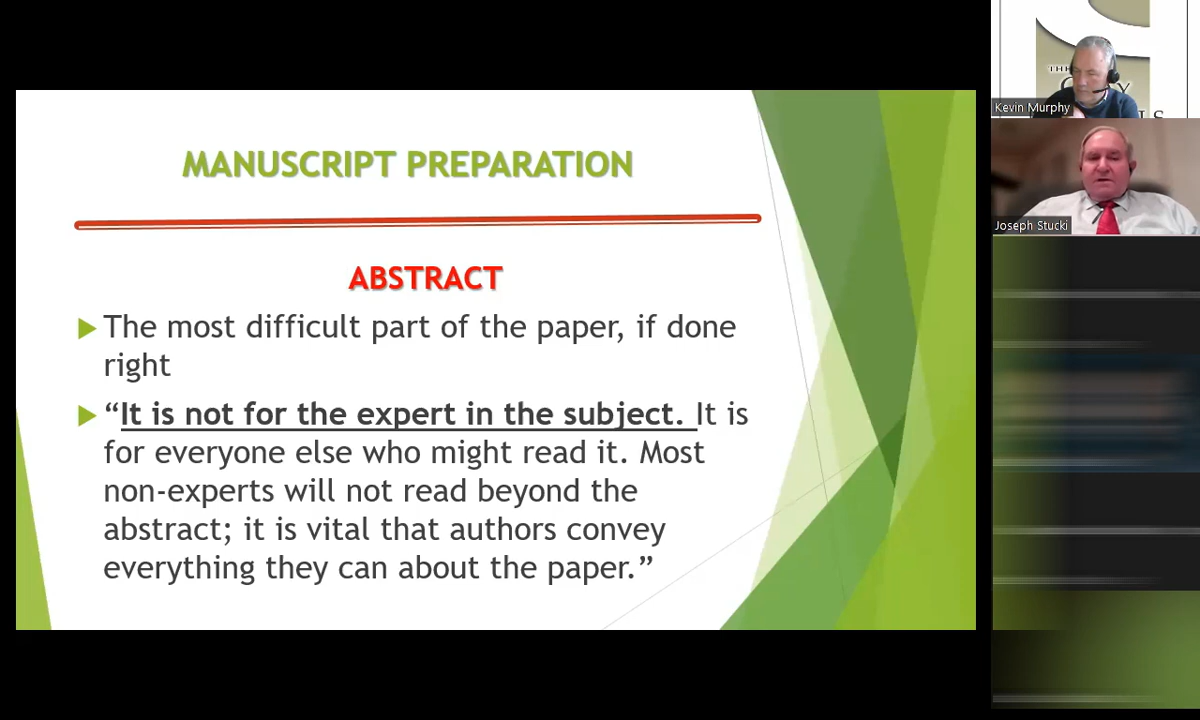 MANUSCRIPT PREPARATION
ABSTRACT
The most difficult part of the paper, if done
right
“It is not for the expert in the subject. It is
for everyone else who might read it. Most
non-experts will not read beyond the
abstract; it is vital that authors convey
everything they can about the paper.”
Kevin Murphy
Joseph Stucki